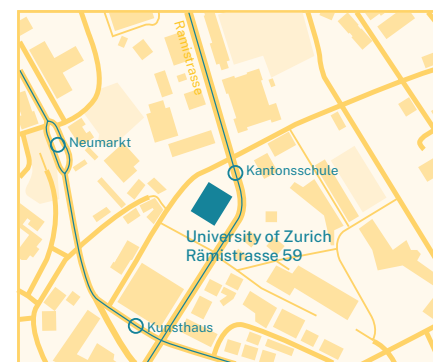 Rämistrasse
Neumarkt
Kantonsschule
University of Zurich
Rämistrasse 59
Kunsthaus